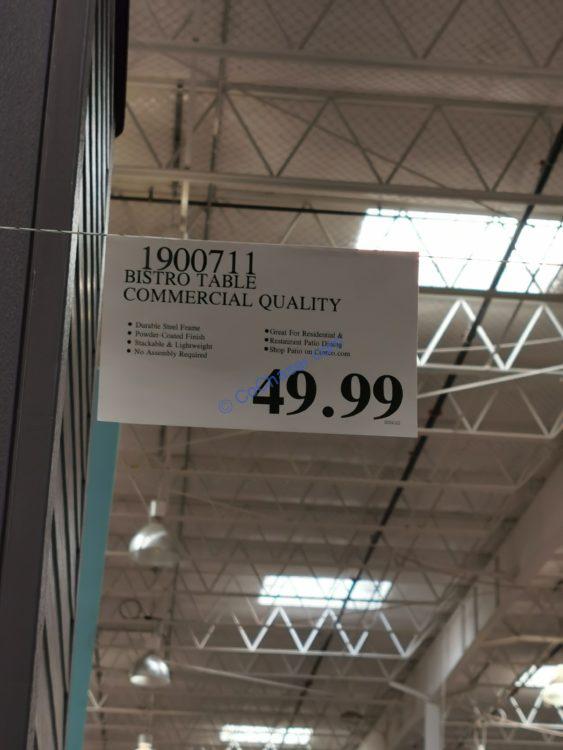 1900711
BISTRO TABLE
COMMERCIAL QUALITY
• Durable Steel Frame
• Powder-Coated Finish
• Stackable & Lightweight
• No Assembly Required
• Great For Residential &
• Restaurant Patio Dining
• Shop Patio on Costco.com
49.99